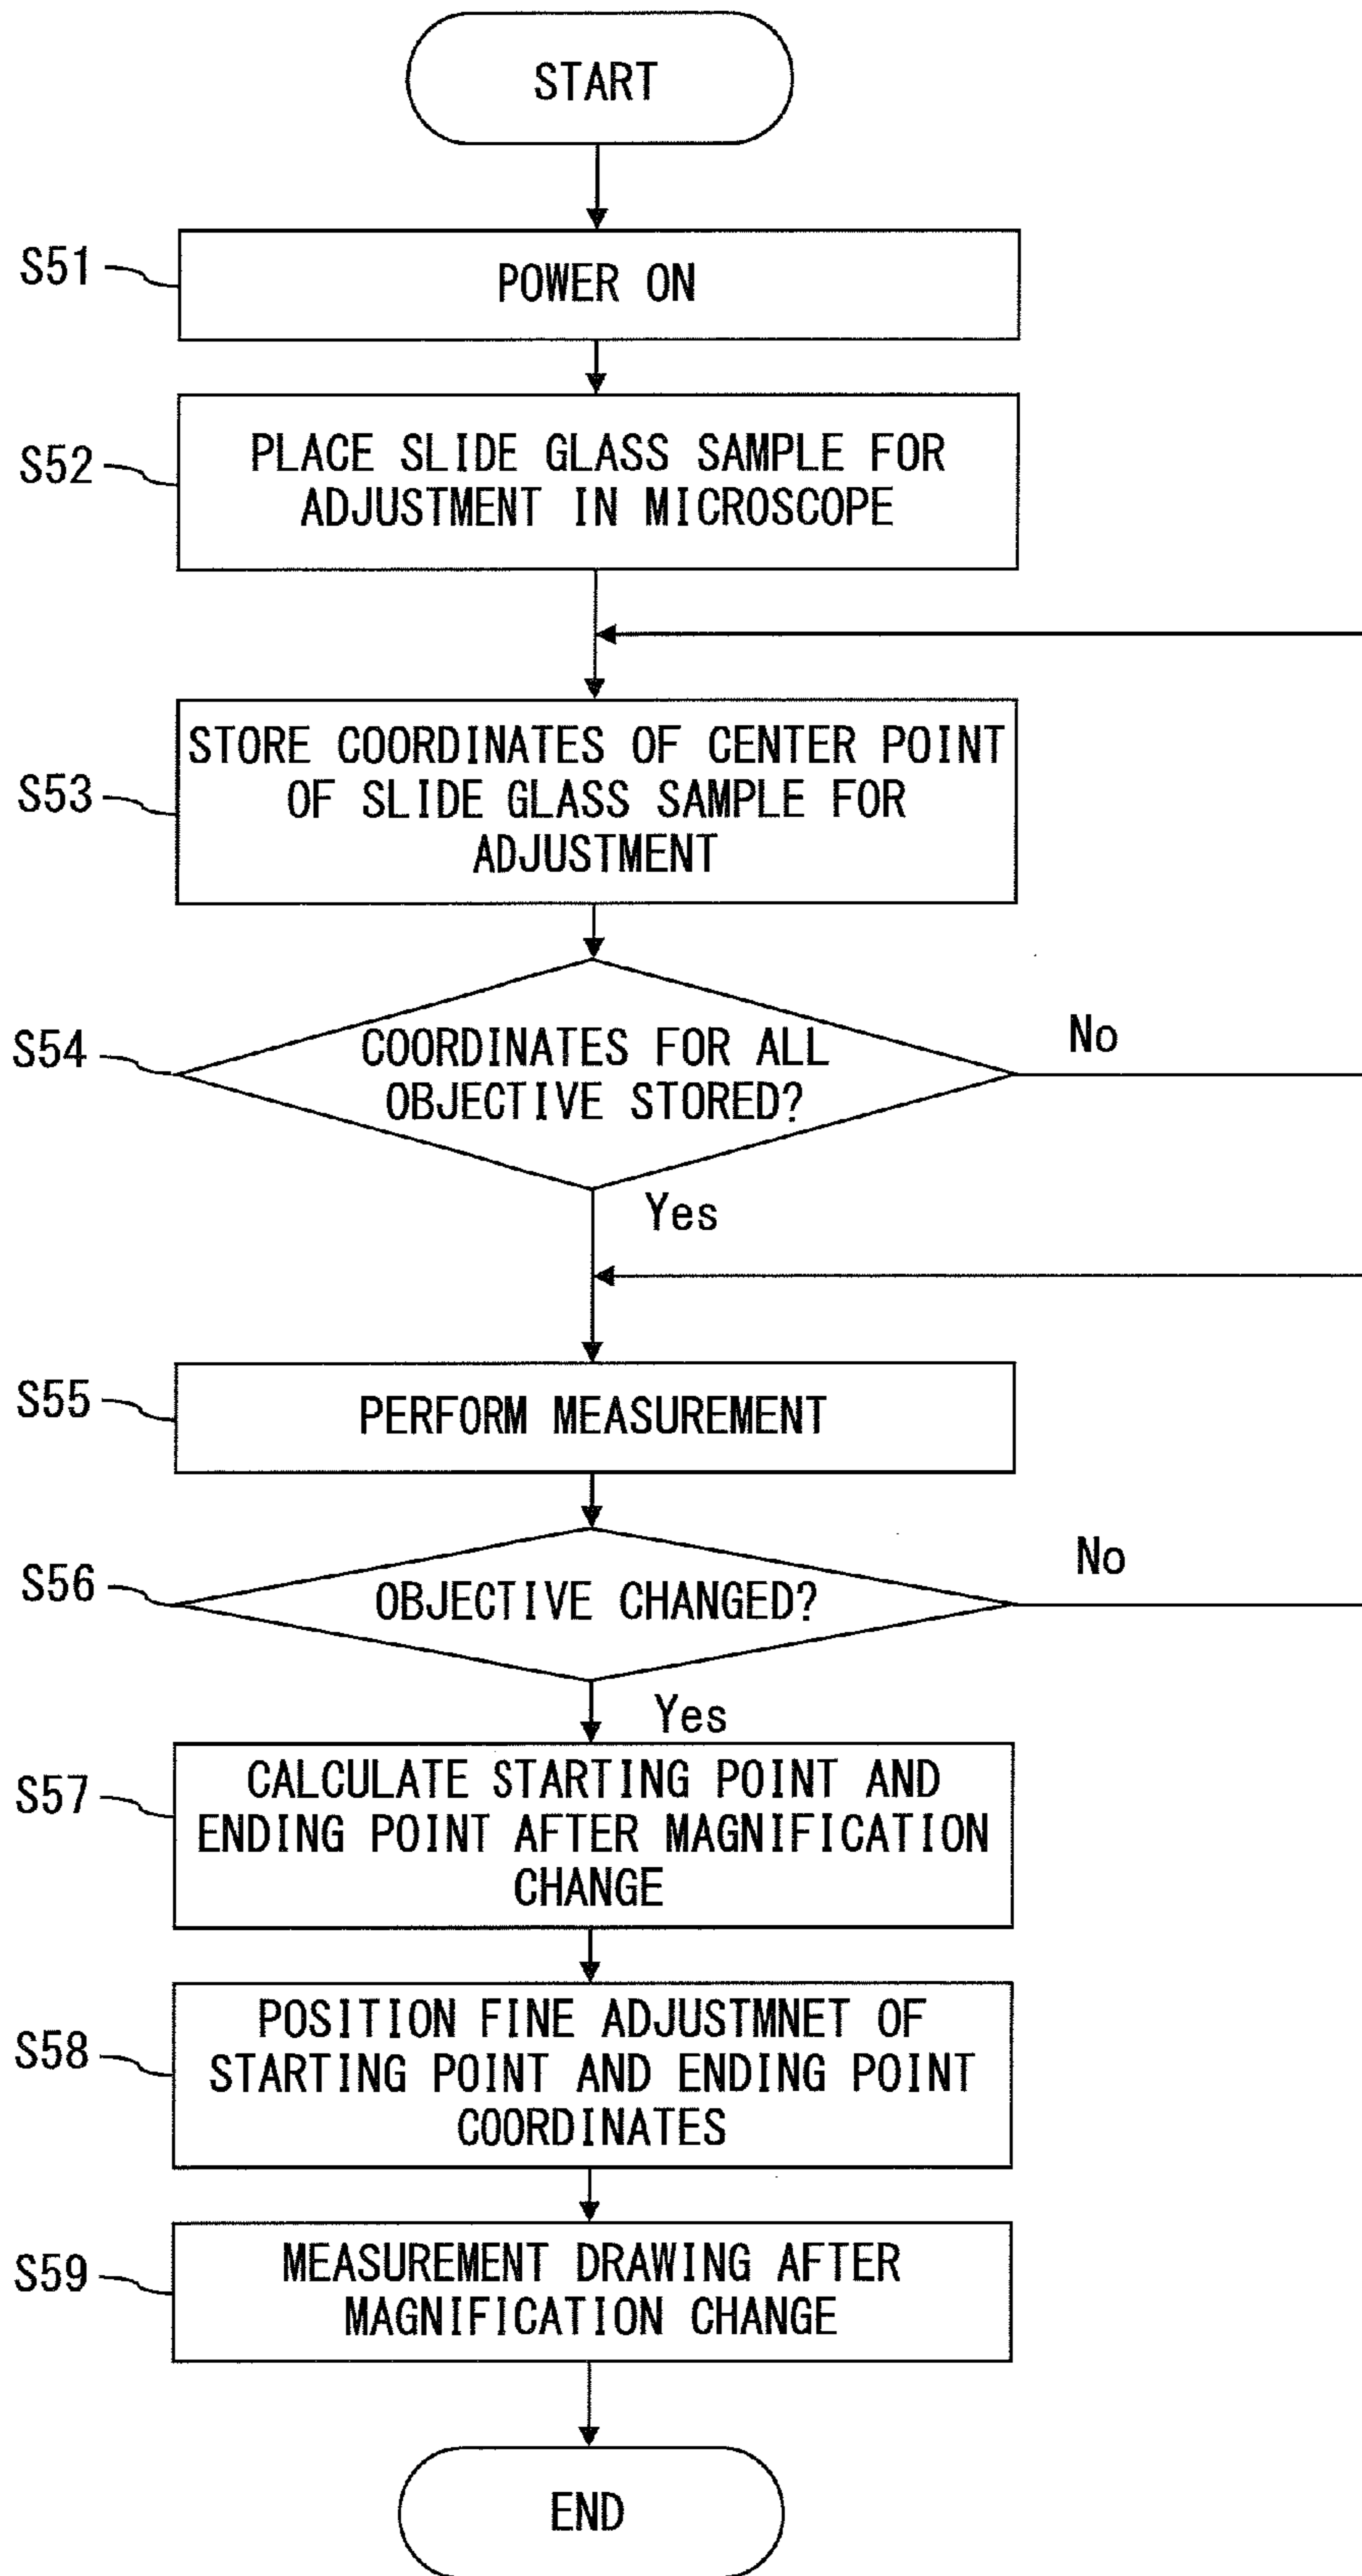 START
S51
POWER ON
S52
PLACE SLIDE GLASS SAMPLE FOR
ADJUSTMENT IN MICROSCOPE
S53
STORE COORDINATES OF CENTER POINT
OF SLIDE GLASS SAMPLE FOR
ADJUSTMENT
S54
COORDINATES FOR ALL
OBJECTIVE STORED?
No
Yes
S55
PERFORM MEASUREMENT
S56
OBJECTIVE CHANGED?
No
Yes
S57
CALCULATE STARTING POINT AND
ENDING POINT AFTER MAGNIFICATION
CHANGE
S58
POSITION FINE ADJUSTMNET OF
STARTING POINT AND ENDING POINT
COORDINATES
S59
MEASUREMENT DRAWING AFTER
MAGNIFICATION CHANGE
END